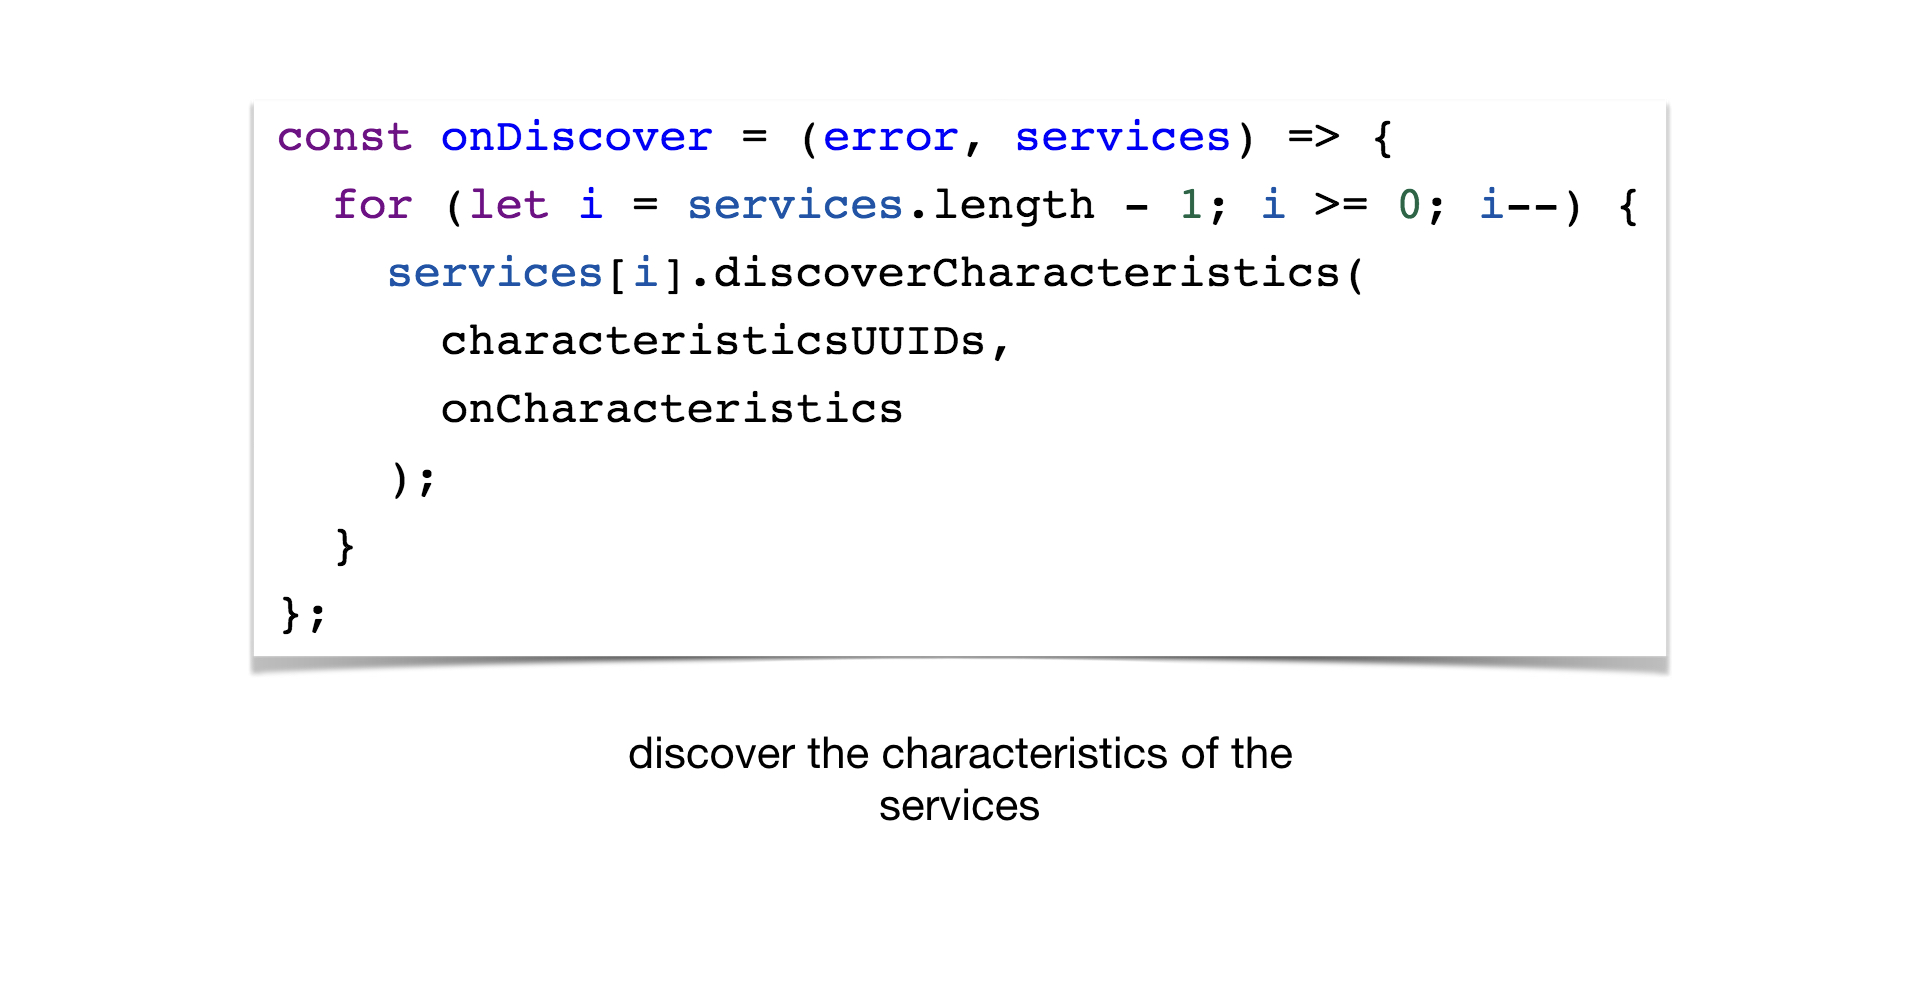 const onDiscover = (error, services) => {
  for (let i = services.length - 1; i >= 0; i--) {
    services[i].discoverCharacteristics(
      characteristicsUUIDs,
      onCharacteristics
    );
  }
};
discover the characteristics of the
services